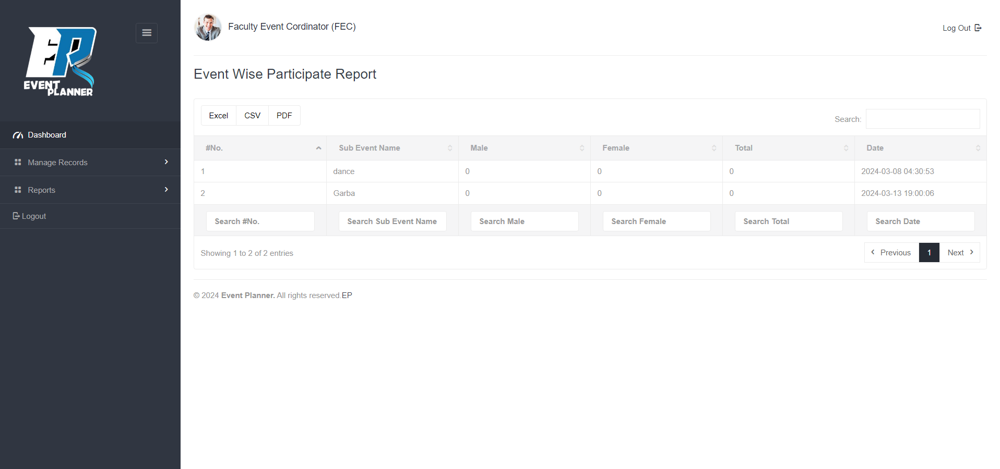 EVENT
PLANNER
Dashboard
Manage Records
Reports
Logout
Faculty Event Cordinator (FEC)
Log Out
Event Wise Participate Report
Excel CSV PDF
Search:
#No. Sub Event Name Male Female Total Date
1 dance 0 0 0 2024-03-08 04:30:53
2 Garba 0 0 0 2024-03-13 19:00:06
Search #No. Search Sub Event Name Search Male Search Female Search Total Search Date
Showing 1 to 2 of 2 entries
Previous 1 Next
© 2024 Event Planner. All rights reserved.EP